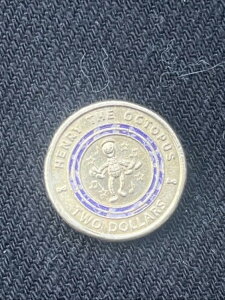 HENRY THE OCTOPUS
TWO DOLLARS